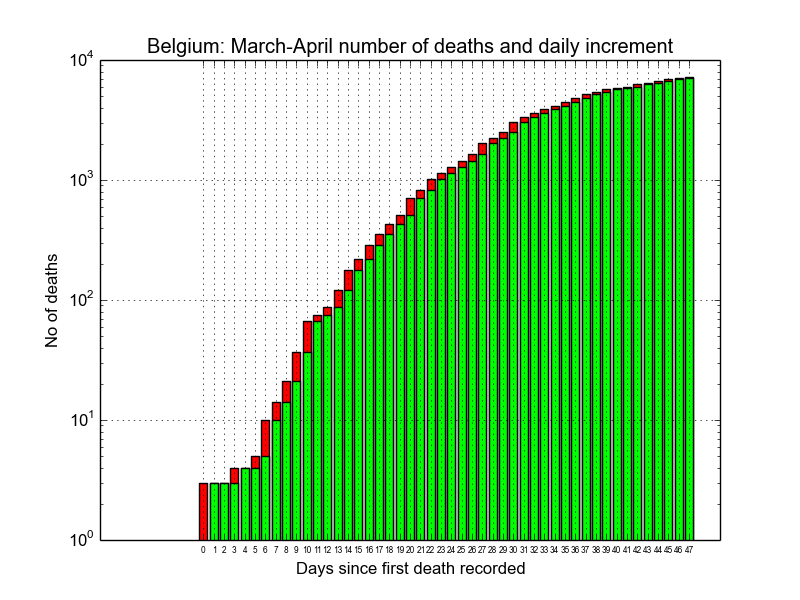 Belgium: March-April number of deaths and daily increment
10^4
10^3
10^2
10^1
10^0
No of deaths
0 1 2 3 4 5 6 7 8 9 10 11 12 13 14 15 16 17 18 19 20 21 22 23 24 25 26 27 28 29 30 31 32 33 34 35 36 37 38 39 40 41 42 43 44 45 46 47
Days since first death recorded